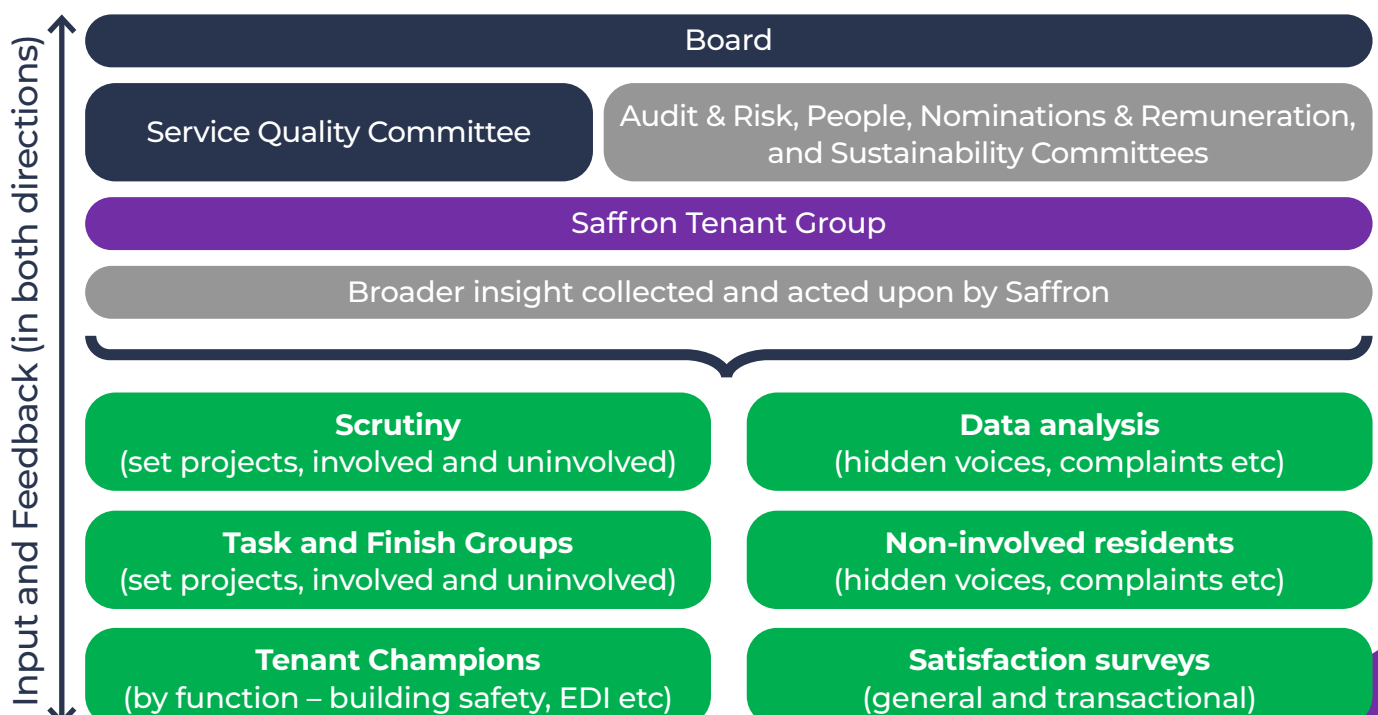 Input and Feedback (in both directions)
Board
Service Quality Committee
Audit & Risk, People, Nominations & Remuneration,
and Sustainability Committees
Saffron Tenant Group
Broader insight collected and acted upon by Saffron
Scrutiny
(set projects, involved and uninvolved)
Data analysis
(hidden voices, complaints etc)
Task and Finish Groups
(set projects, involved and uninvolved)
Non-involved residents
(hidden voices, complaints etc)
Tenant Champions
(by function – building safety, EDI etc)
Satisfaction surveys
(general and transactional)